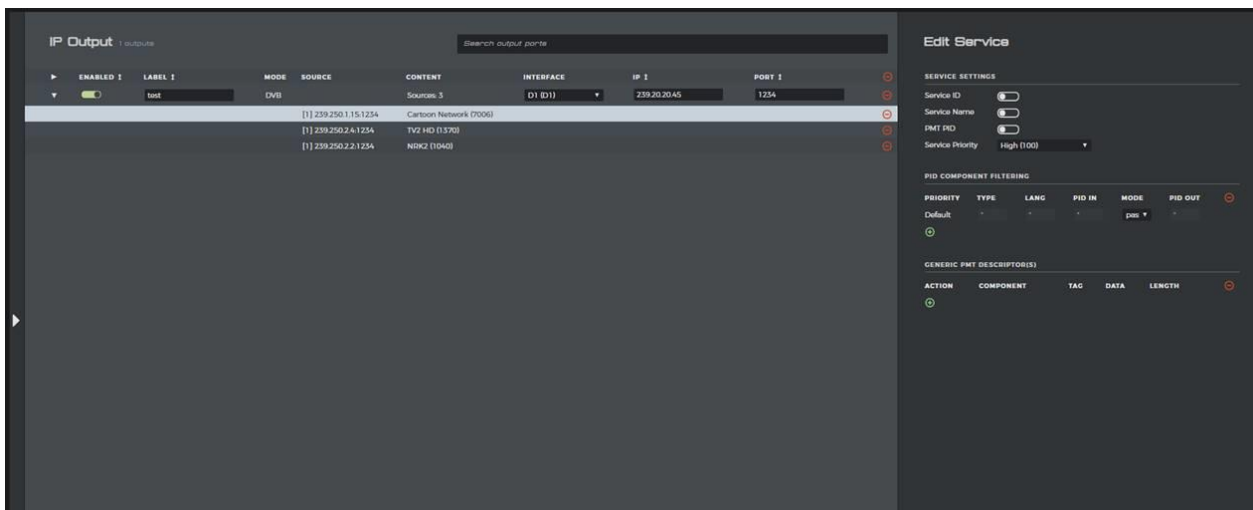 IP Output 1 outputs
Search output ports
ENABLED LABEL MODE SOURCE CONTENT INTERFACE IP PORT
test DVB Sources: 3 D1 (D1) 239.20.20.45 1234
[1] 239.250.1.15:1234 Cartoon Network (7006)
[1] 239.250.2.4:1234 TV2 HD (1370)
[1] 239.250.2.2:1234 NRK2 (1040)
Edit Service
SERVICE SETTINGS
Service ID
Service Name
PMT PID
Service Priority High (100)
PID COMPONENT FILTERING
PRIORITY TYPE LANG PID IN MODE PID OUT
Default * * * pas *
GENERIC PMT DESCRIPTOR(S)
ACTION COMPONENT TAG DATA LENGTH